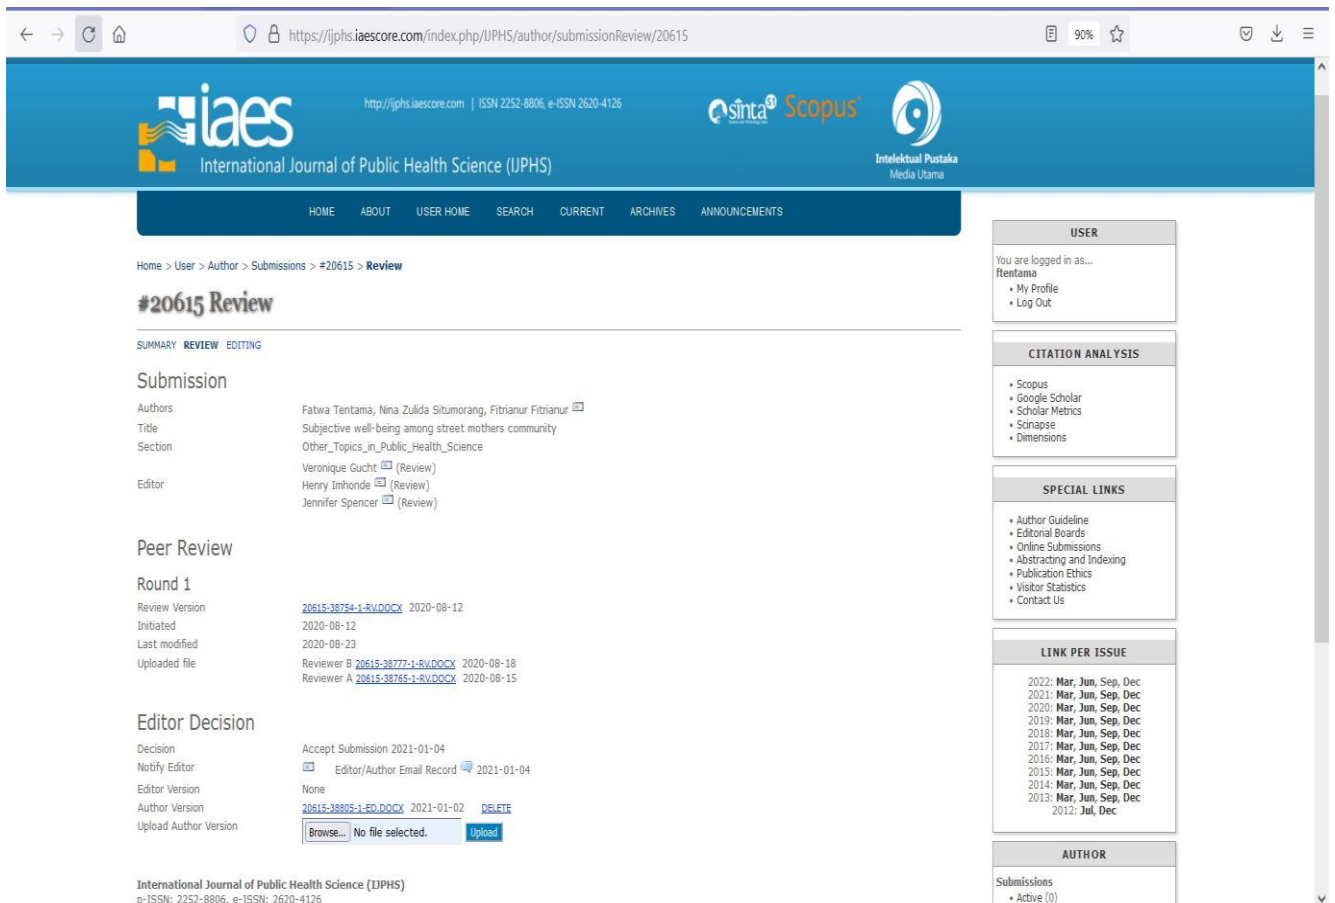 https://ijphs.iaescore.com/index.php/IJPHS/author/submissionReview/20615
90%
iaes
http://ijphs.iaescore.com | ISSN 2252-8806, e-ISSN 2620-4126
sinta S1
Scopus
International Journal of Public Health Science (IJPHS)
Intelektual Pustaka
Media Utama
HOME ABOUT USER HOME SEARCH CURRENT ARCHIVES ANNOUNCEMENTS
Home > User > Author > Submissions > #20615 > Review
#20615 Review
SUMMARY REVIEW EDITING
Submission
Authors Fatwa Tentama, Nina Zulida Situmorang, Fitrianur Fitrianur
Title Subjective well-being among street mothers community
Section Other_Topics_in_Public_Health_Science
Veronique Gucht (Review)
Editor Henry Imhonde (Review)
Jennifer Spencer (Review)
Peer Review
Round 1
Review Version 20615-38754-1-RV.DOCX 2020-08-12
Initiated 2020-08-12
Last modified 2020-08-23
Uploaded file Reviewer B 20615-38777-1-RV.DOCX 2020-08-18
Reviewer A 20615-38765-1-RV.DOCX 2020-08-15
Editor Decision
Decision Accept Submission 2021-01-04
Notify Editor Editor/Author Email Record 2021-01-04
Editor Version None
Author Version 20615-38805-1-ED.DOCX 2021-01-02 DELETE
Upload Author Version Browse... No file selected. Upload
International Journal of Public Health Science (IJPHS)
p-ISSN: 2252-8806, e-ISSN: 2620-4126
USER
You are logged in as...
ftentama
• My Profile
• Log Out
CITATION ANALYSIS
• Scopus
• Google Scholar
• Scholar Metrics
• Scinapse
• Dimensions
SPECIAL LINKS
• Author Guideline
• Editorial Boards
• Online Submissions
• Abstracting and Indexing
• Publication Ethics
• Visitor Statistics
• Contact Us
LINK PER ISSUE
2022: Mar, Jun, Sep, Dec
2021: Mar, Jun, Sep, Dec
2020: Mar, Jun, Sep, Dec
2019: Mar, Jun, Sep, Dec
2018: Mar, Jun, Sep, Dec
2017: Mar, Jun, Sep, Dec
2016: Mar, Jun, Sep, Dec
2015: Mar, Jun, Sep, Dec
2014: Mar, Jun, Sep, Dec
2013: Mar, Jun, Sep, Dec
2012: Jul, Dec
AUTHOR
Submissions
• Active (0)